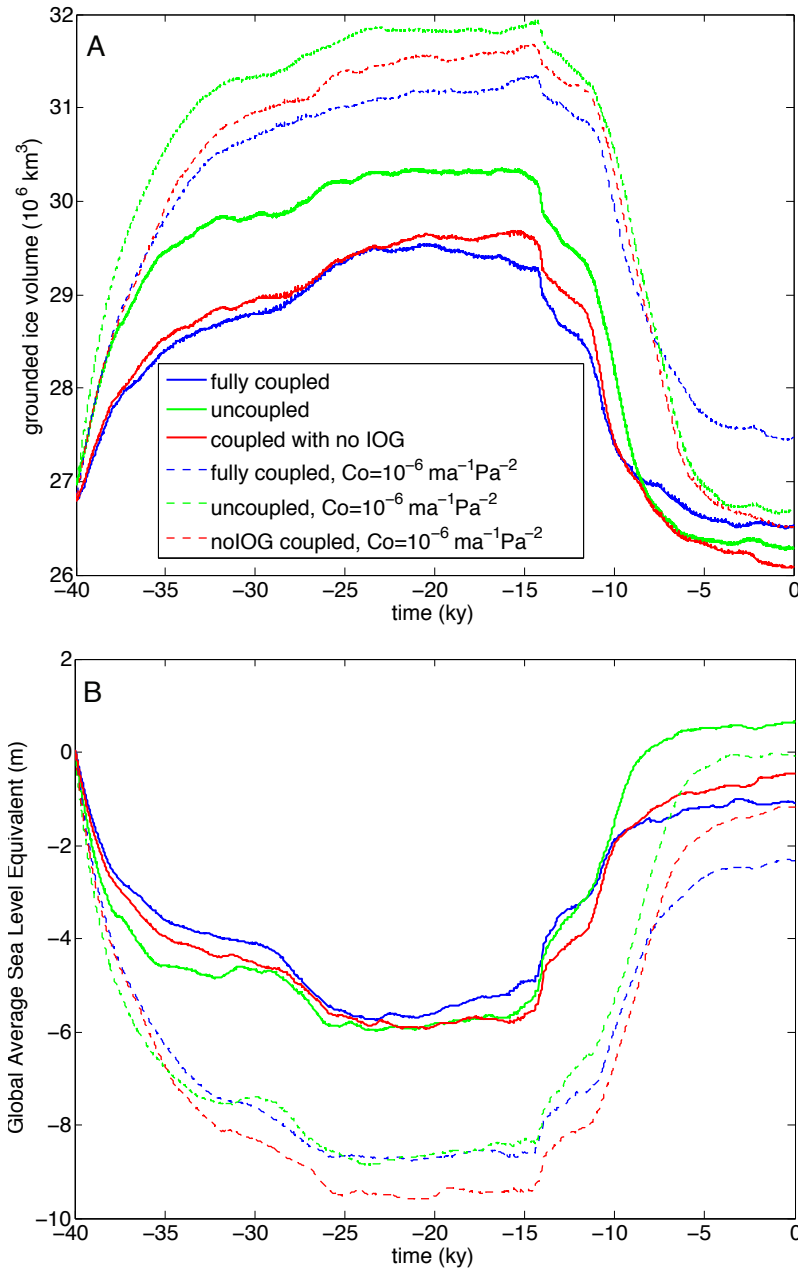 A
32
31
30
29
28
27
26
grounded ice volume (10⁶ km³)
fully coupled
uncoupled
coupled with no IOG
fully coupled, Co=10⁻⁶ ma⁻¹Pa⁻²
uncoupled, Co=10⁻⁶ ma⁻¹Pa⁻²
noIOG coupled, Co=10⁻⁶ ma⁻¹Pa⁻²
−40 −35 −30 −25 −20 −15 −10 −5 0
time (ky)
B
2
0
−2
−4
−6
−8
−10
Global Average Sea Level Equivalent (m)
−40 −35 −30 −25 −20 −15 −10 −5 0
time (ky)